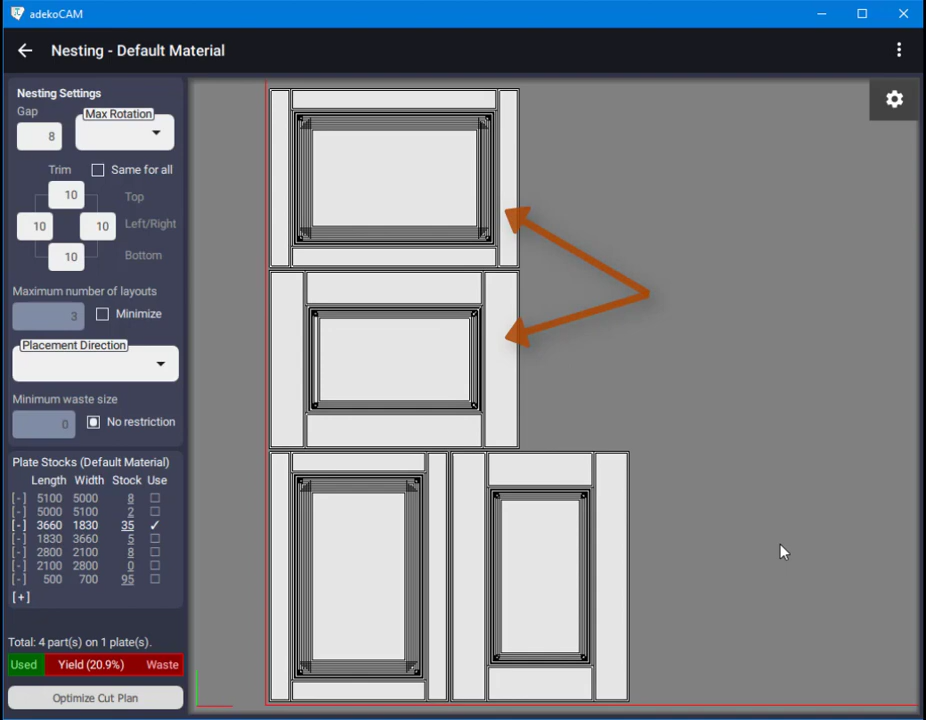 adekoCAM
Nesting - Default Material
Nesting Settings
Gap
Max Rotation
8
Trim
Same for all
10
Top
10
10
Left/Right
10
Bottom
Maximum number of layouts
3
Minimize
Placement Direction
Minimum waste size
0
No restriction
Plate Stocks (Default Material)
Length Width Stock Use
[-] 5100 5000 8
[-] 5000 5100 2
[-] 3660 1830 35 ✓
[-] 1830 3660 5
[-] 2800 2100 8
[-] 2100 2800 0
[-] 500 700 95
[+]
Total: 4 part(s) on 1 plate(s).
Used Yield (20.9%) Waste
Optimize Cut Plan